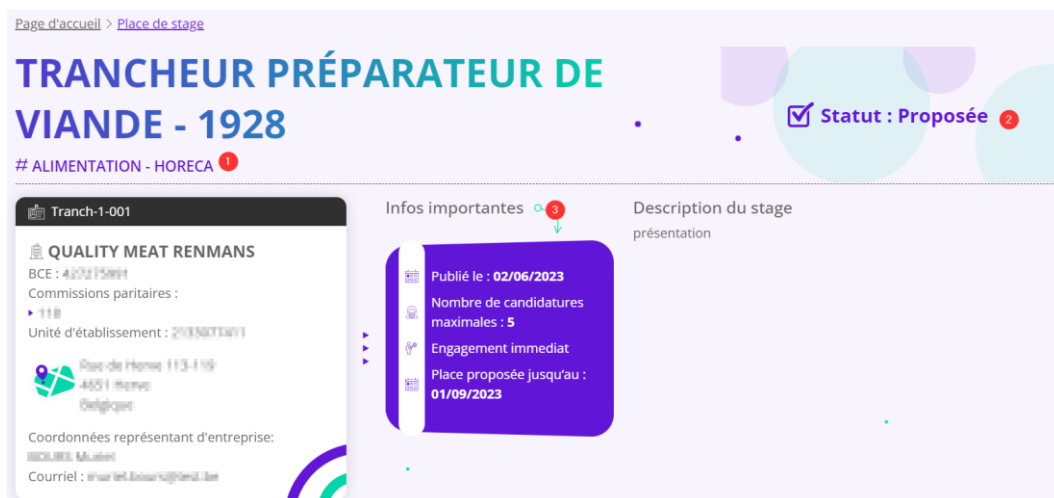 Page d'accueil > Place de stage
TRANCHEUR PRÉPARATEUR DE
VIANDE - 1928
Statut : Proposée 2
# ALIMENTATION - HORECA 1
Tranch-1-001
QUALITY MEAT RENMANS
BCE :
Commissions paritaires :
Unité d'établissement :
Coordonnées représentant d'entreprise:
Courriel :
Infos importantes 3
Publié le : 02/06/2023
Nombre de candidatures
maximales : 5
Engagement immediat
Place proposée jusqu'au :
01/09/2023
Description du stage
présentation